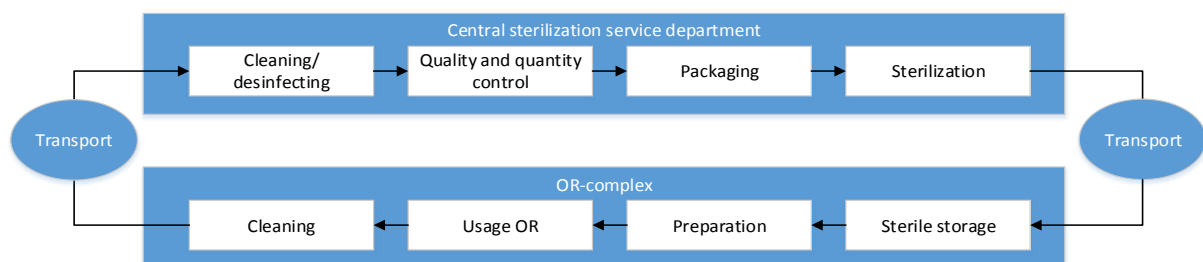 Central sterilization service department
Cleaning/
desinfecting
Quality and quantity
control
Packaging
Sterilization
Transport
Transport
OR-complex
Cleaning
Usage OR
Preparation
Sterile storage